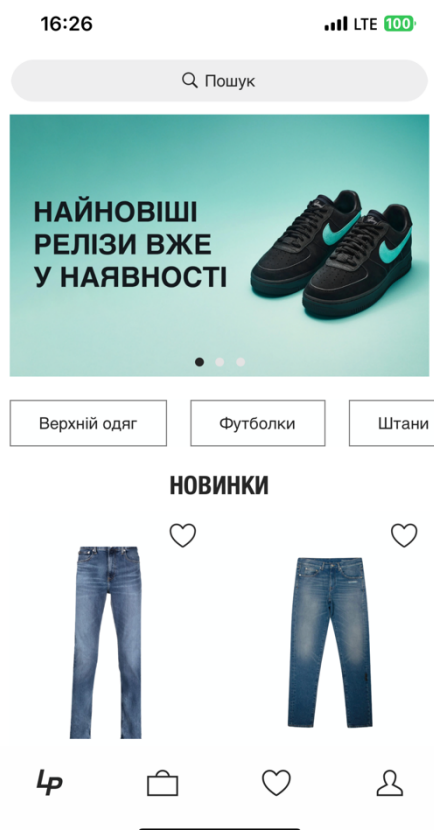 16:26
LTE 100
Пошук
НАЙНОВІШІ
РЕЛІЗИ ВЖЕ
У НАЯВНОСТІ
Верхній одяг
Футболки
Штани
НОВИНКИ
LP